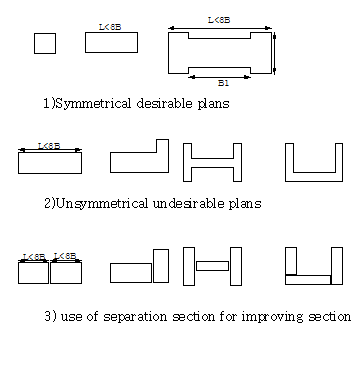 L<8B L<8B
B1
1)Symmetrical desirable plans
L<8B
2)Unsymmetrical undesirable plans
L<8B L<8B
3) use of separation section for improving section